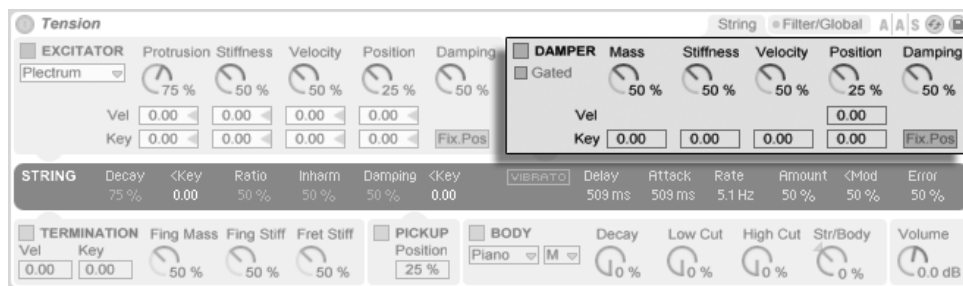 Tension String Filter/Global A A S
EXCITATOR Protrusion Stiffness Velocity Position Damping
Plectrum 75 % 50 % 50 % 25 % 50 %
Vel 0.00 0.00 0.00 0.00
Key 0.00 0.00 0.00 0.00 Fix.Pos
DAMPER Mass Stiffness Velocity Position Damping
Gated 50 % 50 % 50 % 25 % 50 %
Vel 0.00
Key 0.00 0.00 0.00 0.00 Fix.Pos
STRING Decay <Key Ratio Inharm Damping <Key VIBRATO Delay Attack Rate Amount <Mod Error
75 % 0.00 50 % 50 % 50 % 0.00 509 ms 509 ms 5.1 Hz 50 % 50 % 50 %
TERMINATION Fing Mass Fing Stiff Fret Stiff
Vel Key
0.00 0.00 50 % 50 % 50 %
PICKUP
Position
25 %
BODY Decay Low Cut High Cut Str/Body Volume
Piano M 0 % 0 % 0 % 0 % 0.0 dB